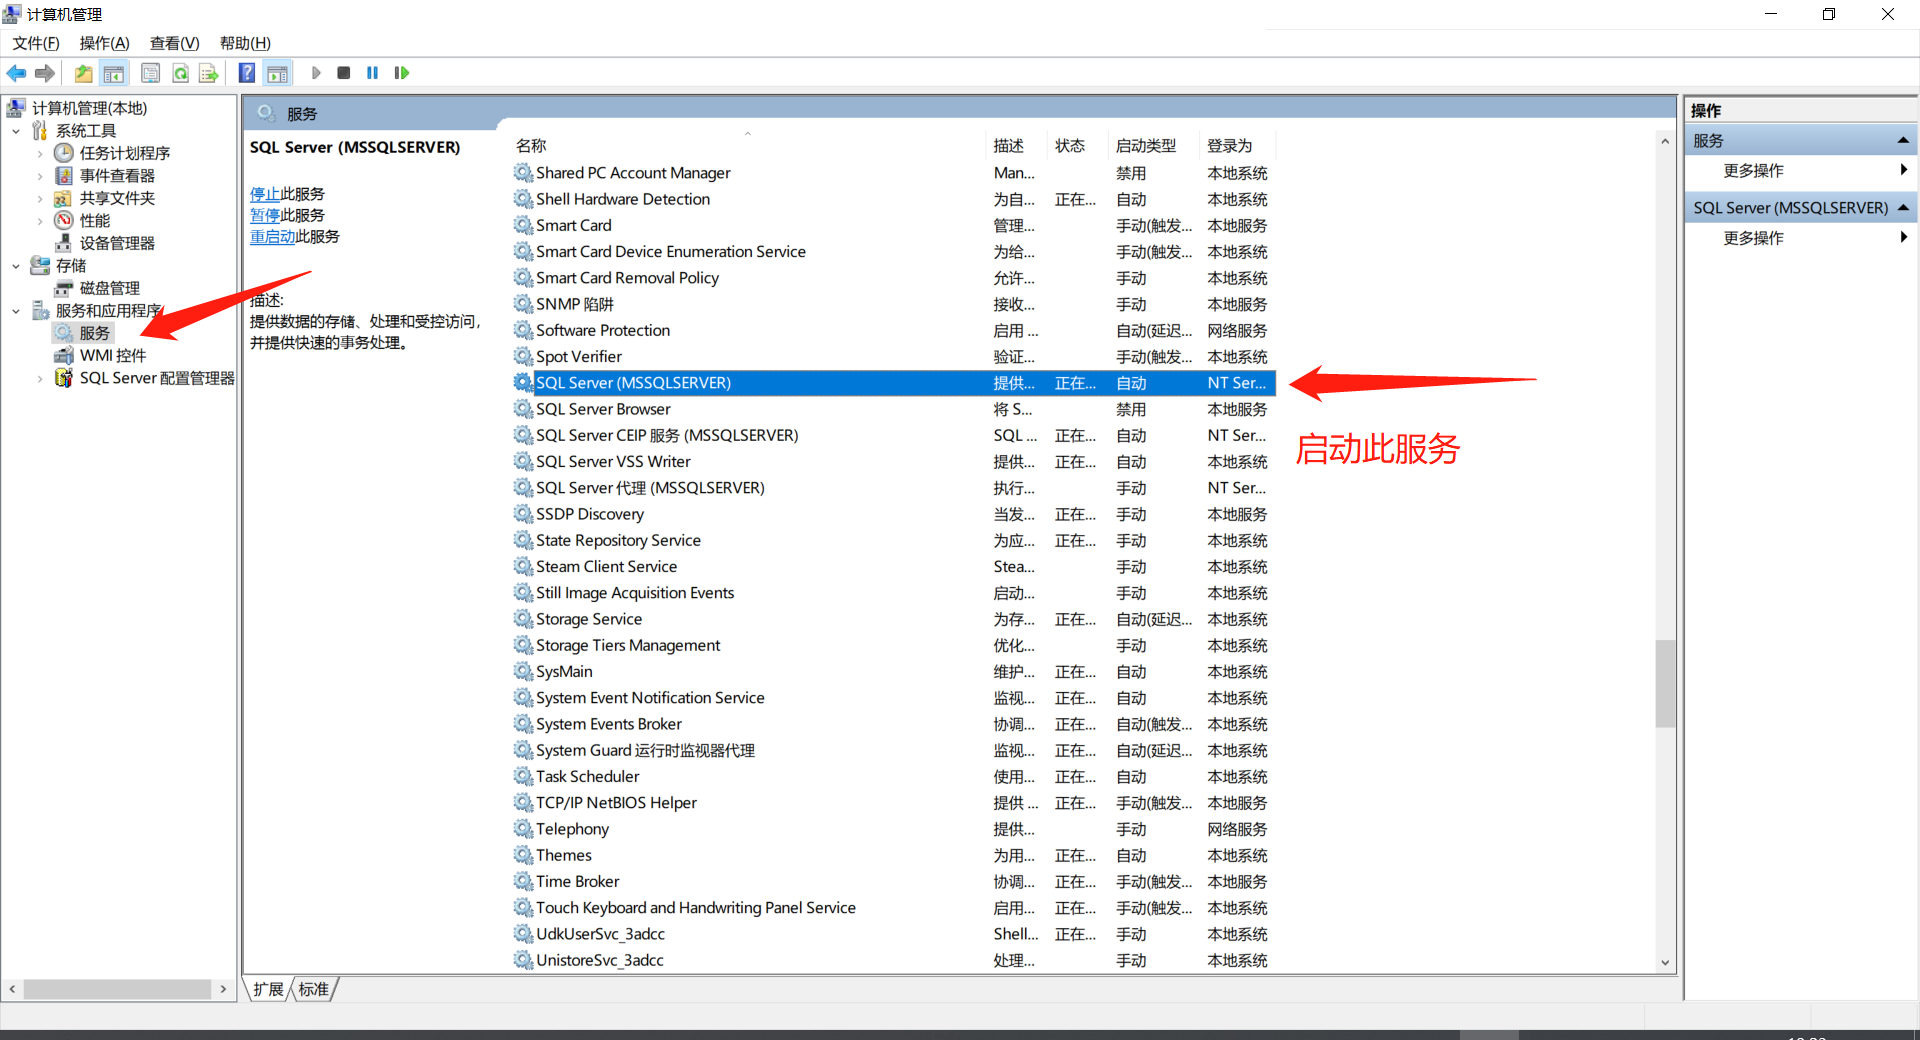 计算机管理
文件(F) 操作(A) 查看(V) 帮助(H)
计算机管理(本地)
系统工具
任务计划程序
事件查看器
共享文件夹
性能
设备管理器
存储
磁盘管理
服务和应用程序
服务
WMI 控件
SQL Server 配置管理器
服务
SQL Server (MSSQLSERVER)
停止此服务
暂停此服务
重启动此服务
描述:
提供数据的存储、处理和受控访问，
并提供快速的事务处理。
名称 描述 状态 启动类型 登录为
Shared PC Account Manager Man... 禁用 本地系统
Shell Hardware Detection 为自... 正在... 自动 本地系统
Smart Card 管理... 手动(触发... 本地服务
Smart Card Device Enumeration Service 为给... 手动(触发... 本地系统
Smart Card Removal Policy 允许... 手动 本地系统
SNMP 陷阱 接收... 手动 本地服务
Software Protection 启用 ... 自动(延迟... 网络服务
Spot Verifier 验证... 手动(触发... 本地系统
SQL Server (MSSQLSERVER) 提供... 正在... 自动 NT Ser...
SQL Server Browser 将 S... 禁用 本地服务
SQL Server CEIP 服务 (MSSQLSERVER) SQL ... 正在... 自动 NT Ser...
SQL Server VSS Writer 提供... 正在... 自动 本地系统
SQL Server 代理 (MSSQLSERVER) 执行... 手动 NT Ser...
SSDP Discovery 当发... 正在... 手动 本地服务
State Repository Service 为应... 正在... 手动 本地系统
Steam Client Service Stea... 手动 本地系统
Still Image Acquisition Events 启动... 手动 本地系统
Storage Service 为存... 正在... 自动(延迟... 本地系统
Storage Tiers Management 优化... 手动 本地系统
SysMain 维护... 正在... 自动 本地系统
System Event Notification Service 监视... 正在... 自动 本地系统
System Events Broker 协调... 正在... 自动(触发... 本地系统
System Guard 运行时监视器代理 监视... 正在... 自动(延迟... 本地系统
Task Scheduler 使用... 正在... 自动 本地系统
TCP/IP NetBIOS Helper 提供 ... 正在... 手动(触发... 本地服务
Telephony 提供... 手动 网络服务
Themes 为用... 正在... 自动 本地系统
Time Broker 协调... 正在... 手动(触发... 本地服务
Touch Keyboard and Handwriting Panel Service 启用... 正在... 手动(触发... 本地系统
UdkUserSvc_3adcc Shell... 正在... 手动 本地系统
UnistoreSvc_3adcc 处理... 手动 本地系统
启动此服务
扩展 标准
操作
服务
更多操作
SQL Server (MSSQLSERVER)
更多操作